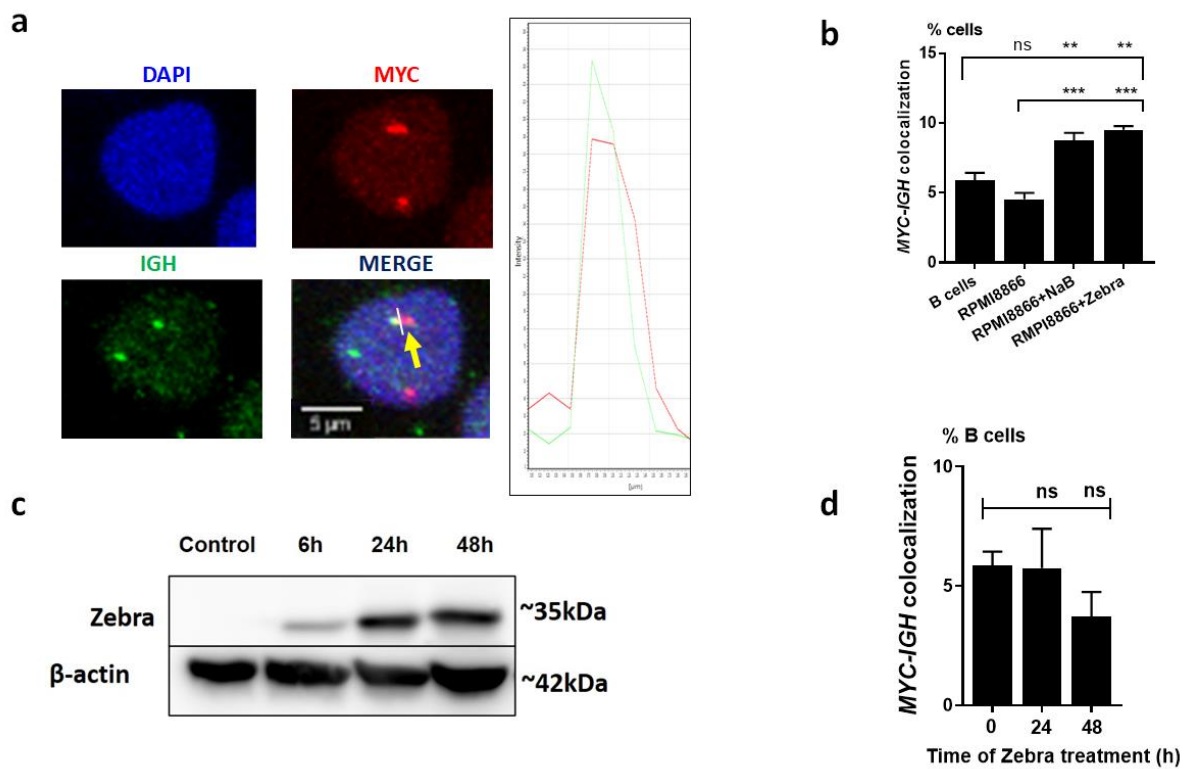 a
DAPI
MYC
IGH
MERGE
5 µm
Intensity
[µm]
b
% cells
MYC-IGH colocalization
15
10
5
0
ns
**
**
***
***
B cells
RPMI8866
RPMI8866+NaB
RMPI8866+Zebra
c
Control 6h 24h 48h
Zebra
~35kDa
β-actin
~42kDa
d
% B cells
MYC-IGH colocalization
10
5
0
ns ns
0 24 48
Time of Zebra treatment (h)